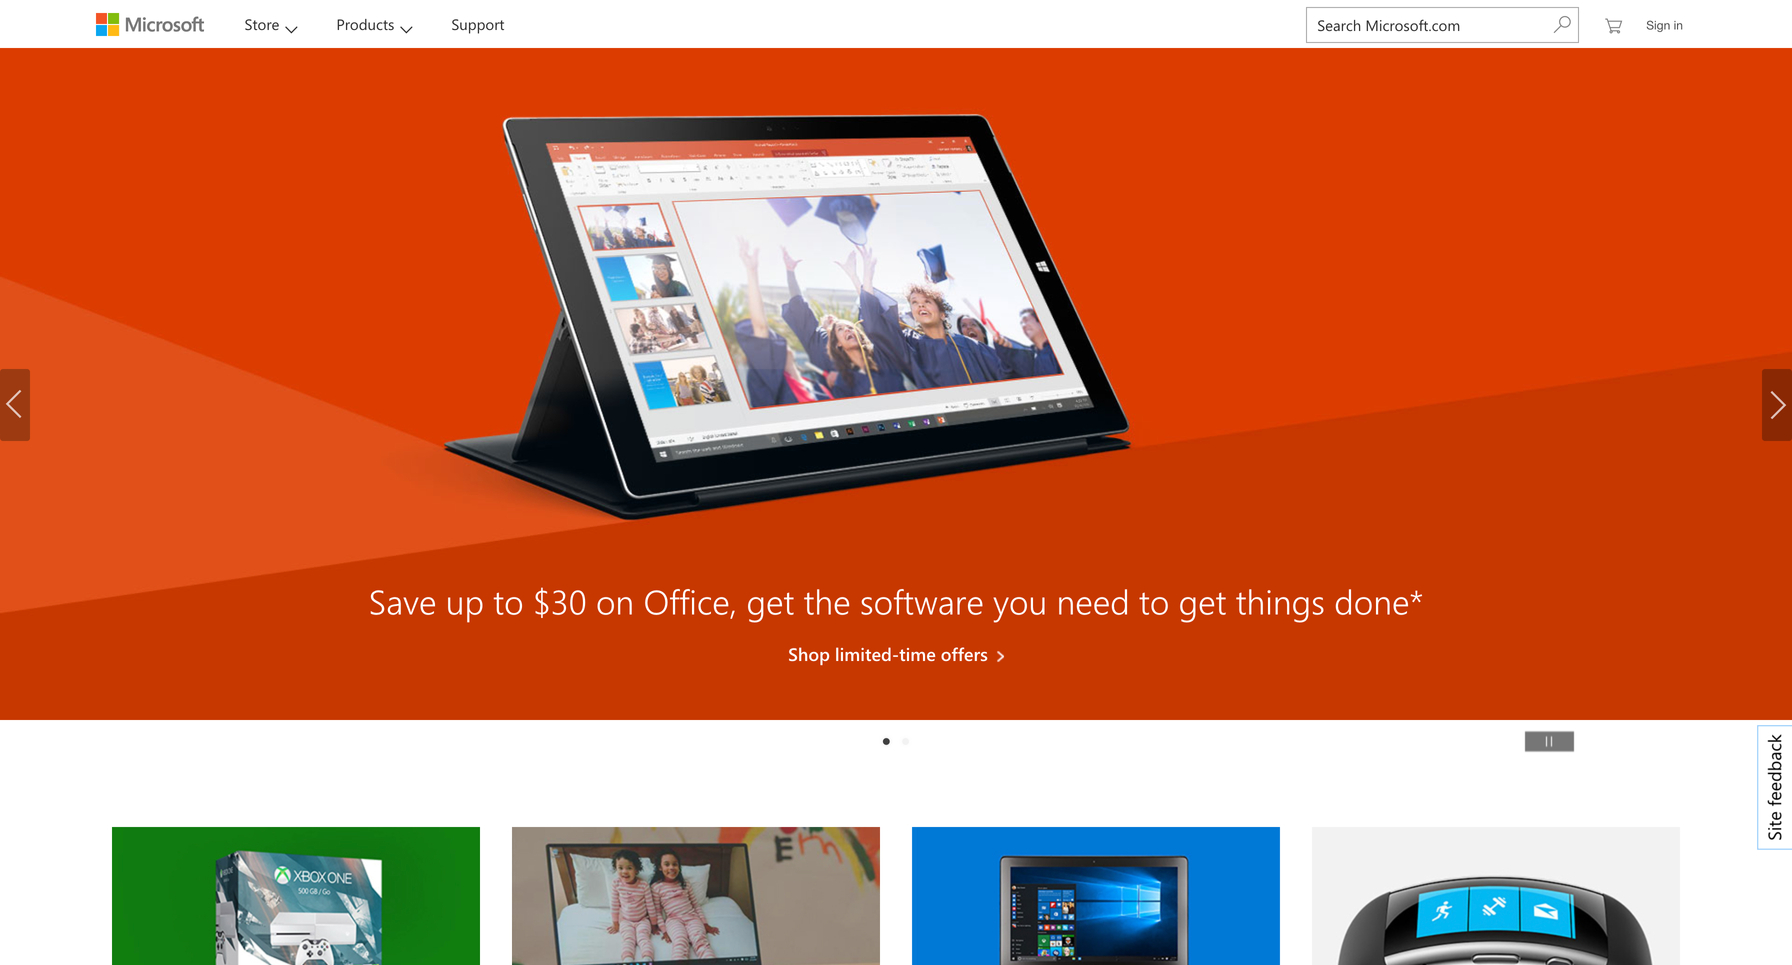 Microsoft
Store
Products
Support
Search Microsoft.com
Sign in
Save up to $30 on Office, get the software you need to get things done*
Shop limited-time offers
Site feedback
XBOX ONE
500 GB / Go